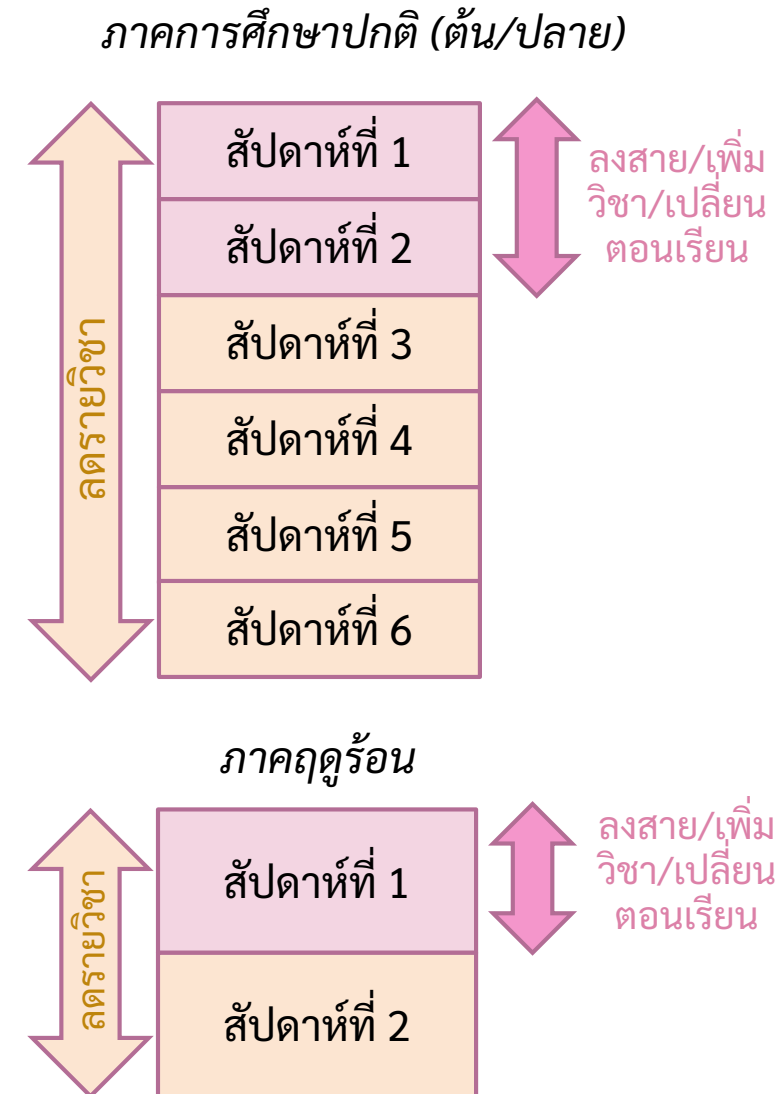 ภาคการศึกษาปกติ (ต้น/ปลาย)
สัปดาห์ที่ 1
สัปดาห์ที่ 2
สัปดาห์ที่ 3
สัปดาห์ที่ 4
สัปดาห์ที่ 5
สัปดาห์ที่ 6
ลดรายวิชา
ลงสาย/เพิ่ม
วิชา/เปลี่ยน
ตอนเรียน
ภาคฤดูร้อน
สัปดาห์ที่ 1
สัปดาห์ที่ 2
ลดรายวิชา
ลงสาย/เพิ่ม
วิชา/เปลี่ยน
ตอนเรียน